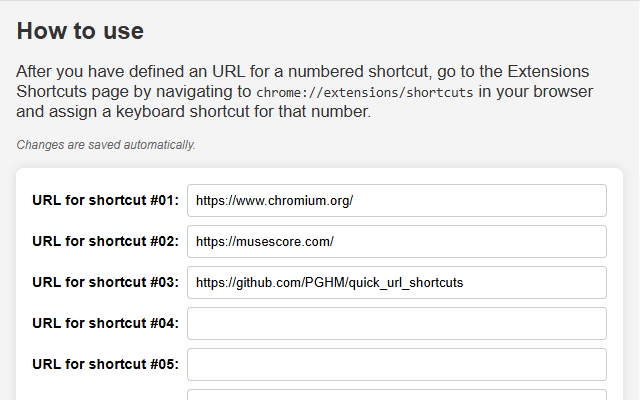 How to use
After you have defined an URL for a numbered shortcut, go to the Extensions
Shortcuts page by navigating to chrome://extensions/shortcuts in your browser
and assign a keyboard shortcut for that number.
Changes are saved automatically.
URL for shortcut #01: https://www.chromium.org/
URL for shortcut #02: https://musescore.com/
URL for shortcut #03: https://github.com/PGHM/quick_url_shortcuts
URL for shortcut #04:
URL for shortcut #05: